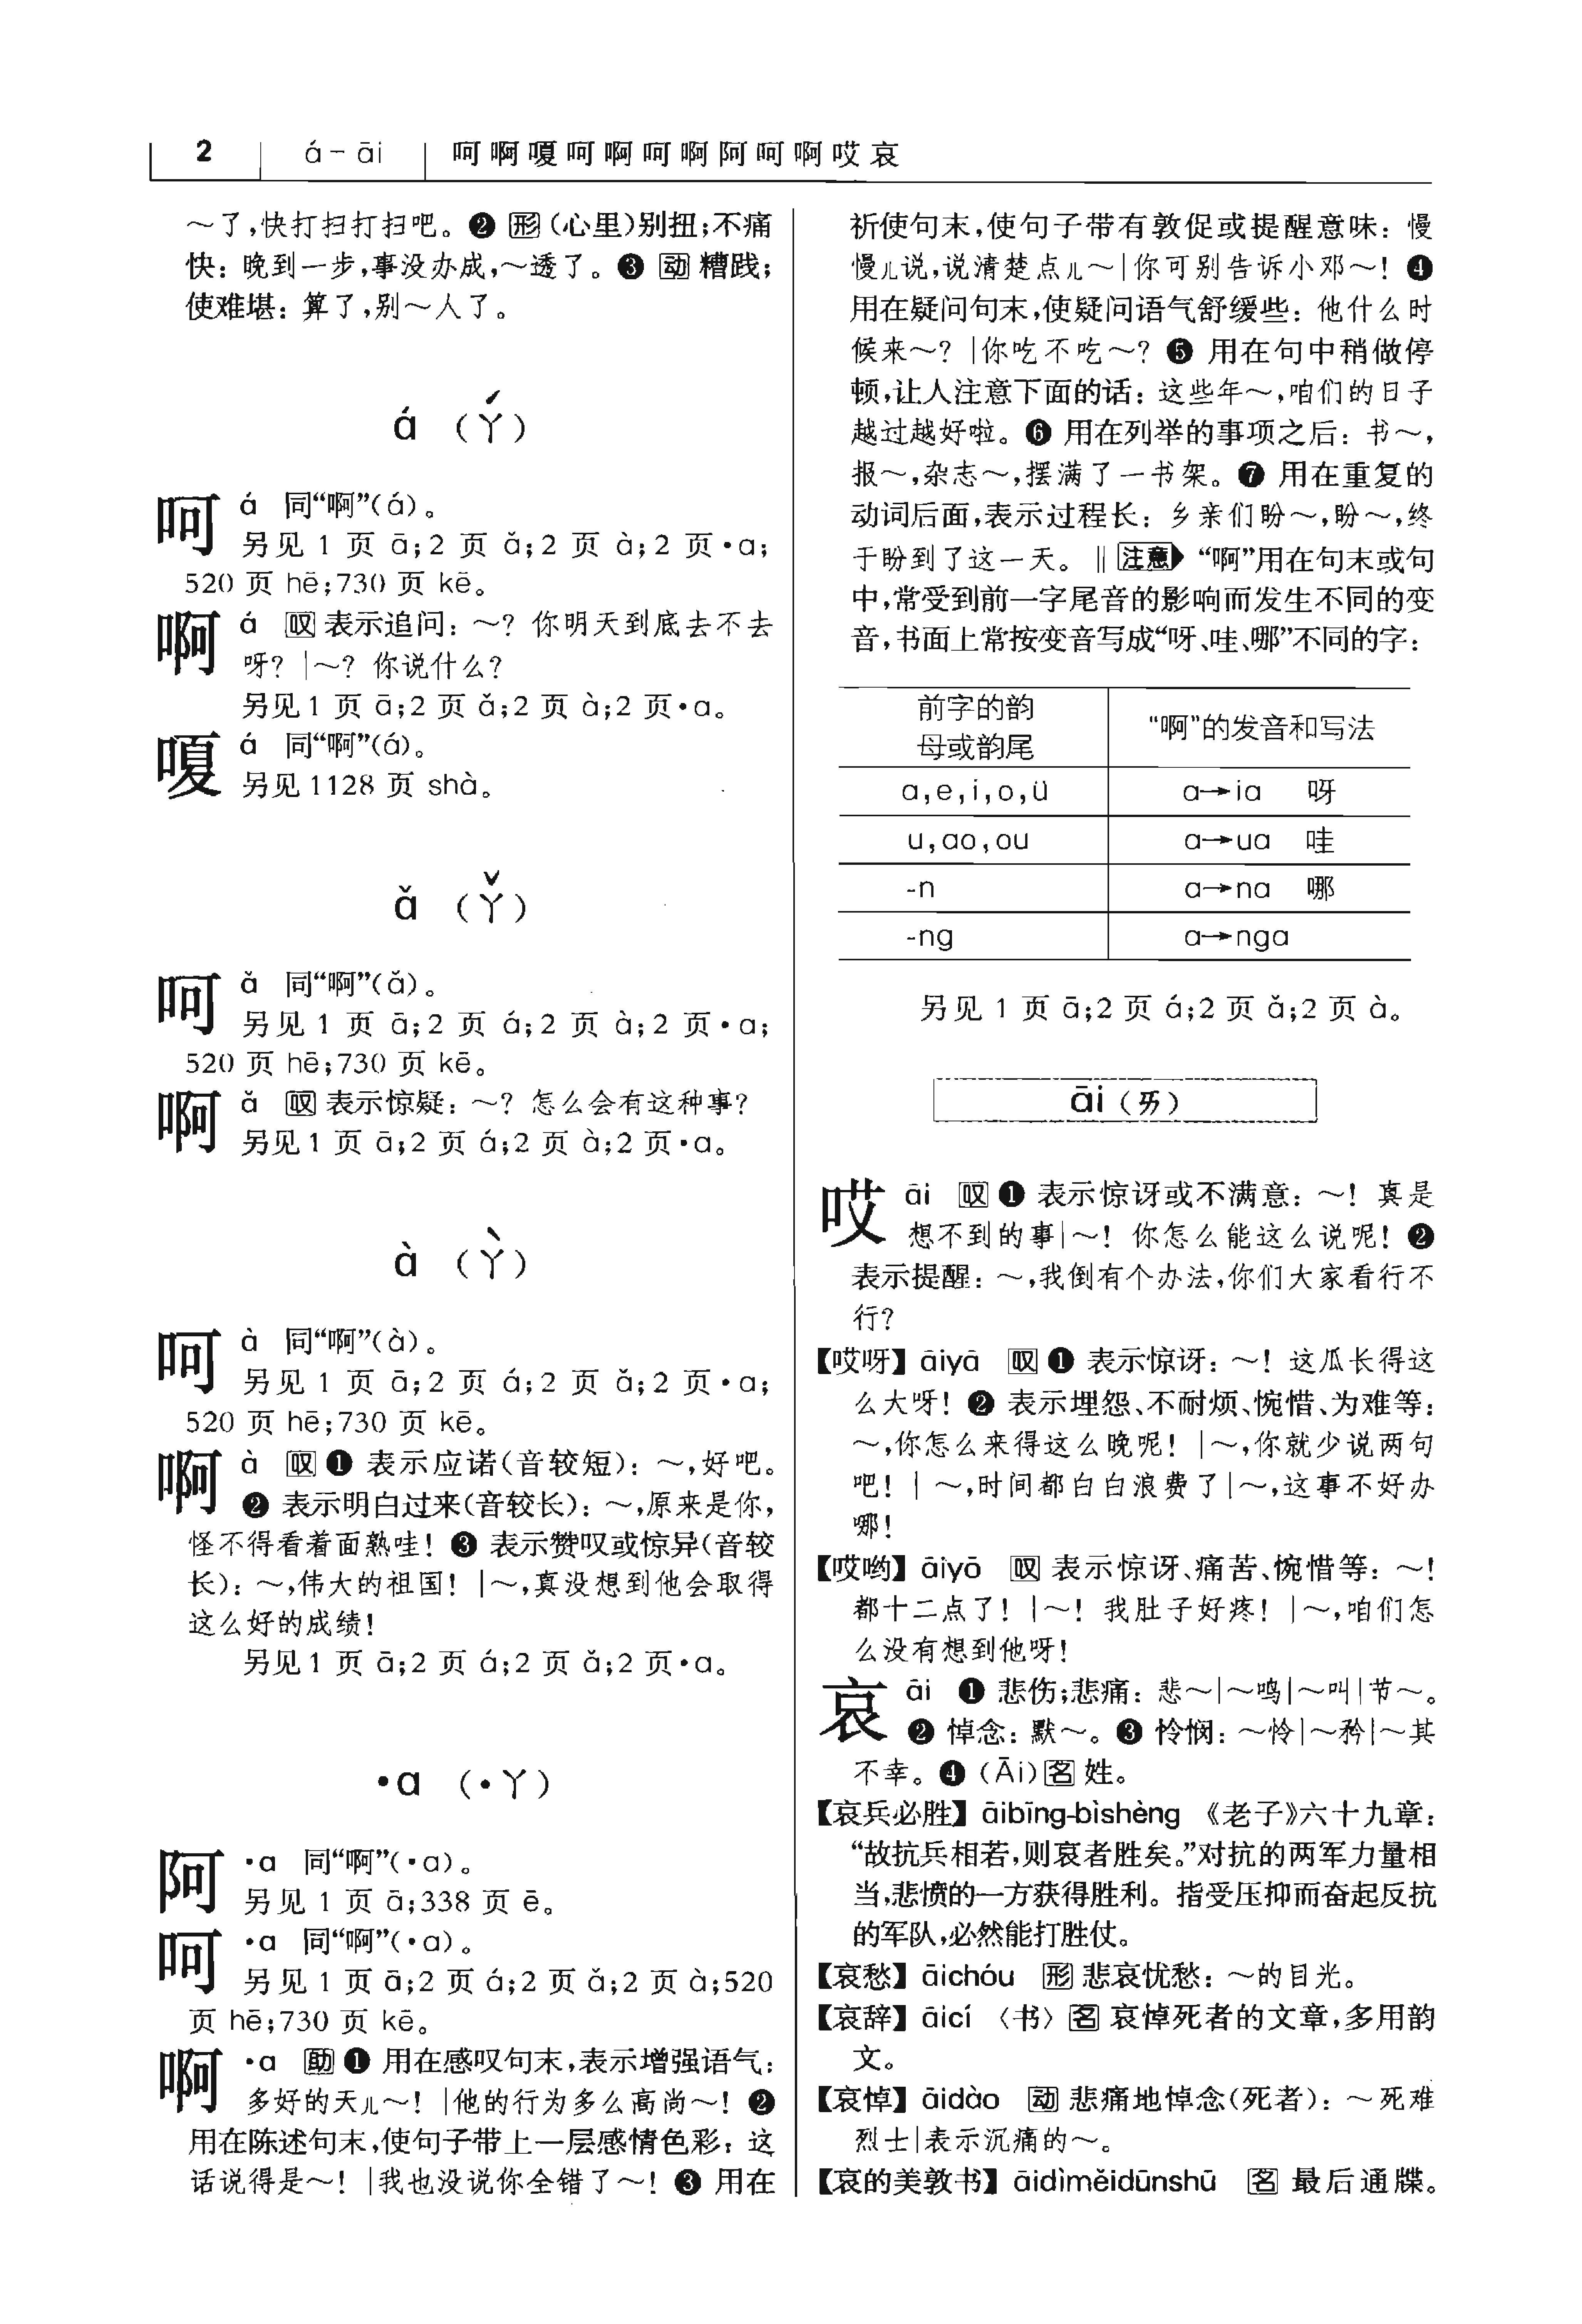 2 á－āi 呵啊嗄呵啊呵啊阿呵啊哎哀
～了,快打扫打扫吧。❷ 形 (心里)别扭;不痛
快：晚到一步,事没办成,～透了。❸ 动 糟践;
使难堪：算了,别～人了。
á （ㄚˊ）
呵 á 同“啊”(á)。
另见 1 页 ā;2 页 ǎ;2 页 à;2 页·a;
520 页 hē;730 页 kē。
啊 á 叹 表示追问：～? 你明天到底去不去
呀? |～? 你说什么?
另见 1 页 ā;2 页 ǎ;2 页 à;2 页·a。
嗄 á 同“啊”(á)。
另见 1128 页 shà。
ǎ （ㄚˇ）
呵 ǎ 同“啊”(ǎ)。
另见 1 页 ā;2 页 á;2 页 à;2 页·a;
520 页 hē;730 页 kē。
啊 ǎ 叹 表示惊疑：～? 怎么会有这种事?
另见 1 页 ā;2 页 á;2 页 à;2 页·a。
à （ㄚˋ）
呵 à 同“啊”(à)。
另见 1 页 ā;2 页 á;2 页 ǎ;2 页·a;
520 页 hē;730 页 kē。
啊 à 叹 ❶ 表示应诺(音较短)：～,好吧。
❷ 表示明白过来(音较长)：～,原来是你,
怪不得看着面熟哇! ❸ 表示赞叹或惊异(音较
长)：～,伟大的祖国! |～,真没想到他会取得
这么好的成绩!
另见 1 页 ā;2 页 á;2 页 ǎ;2 页·a。
·a （·ㄚ）
阿 ·a 同“啊”(·a)。
另见 1 页 ā;338 页 ē。
呵 ·a 同“啊”(·a)。
另见 1 页 ā;2 页 á;2 页 ǎ;2 页 à;520
页 hē;730 页 kē。
啊 ·a 助 ❶ 用在感叹句末,表示增强语气：
多好的天儿～! |他的行为多么高尚～! ❷
用在陈述句末,使句子带上一层感情色彩：这
话说得是～! |我也没说你全错了～! ❸ 用在
祈使句末,使句子带有敦促或提醒意味：慢
慢儿说,说清楚点儿～|你可别告诉小邓～! ❹
用在疑问句末,使疑问语气舒缓些：他什么时
候来～? |你吃不吃～? ❺ 用在句中稍做停
顿,让人注意下面的话：这些年～,咱们的日子
越过越好啦。❻ 用在列举的事项之后：书～,
报～,杂志～,摆满了一书架。❼ 用在重复的
动词后面,表示过程长：乡亲们盼～,盼～,终
于盼到了这一天。‖ 注意 “啊”用在句末或句
中,常受到前一字尾音的影响而发生不同的变
音,书面上常按变音写成“呀、哇、哪”不同的字：
前字的韵
母或韵尾
“啊”的发音和写法
a,e,i,o,ü a→ia 呀
u,ao,ou a→ua 哇
-n a→na 哪
-ng a→nga
另见 1 页 ā;2 页 á;2 页 ǎ;2 页 à。
āi（ㄞ）
哎 āi 叹 ❶ 表示惊讶或不满意：～! 真是
想不到的事|～! 你怎么能这么说呢! ❷
表示提醒：～,我倒有个办法,你们大家看行不
行?
【哎呀】āiyā 叹 ❶ 表示惊讶：～! 这瓜长得这
么大呀! ❷ 表示埋怨、不耐烦、惋惜、为难等：
～,你怎么来得这么晚呢! |～,你就少说两句
吧! |～,时间都白白浪费了|～,这事不好办
哪!
【哎哟】āiyō 叹 表示惊讶、痛苦、惋惜等：～!
都十二点了! |～! 我肚子好疼! |～,咱们怎
么没有想到他呀!
哀 āi ❶ 悲伤;悲痛：悲～|～鸣|～叫|节～。
❷ 悼念：默～。❸ 怜悯：～怜|～矜|～其
不幸。❹ (Āi) 名 姓。
【哀兵必胜】āibīng-bìshèng 《老子》六十九章：
“故抗兵相若,则哀者胜矣。”对抗的两军力量相
当,悲愤的一方获得胜利。指受压抑而奋起反抗
的军队,必然能打胜仗。
【哀愁】āichóu 形 悲哀忧愁：～的目光。
【哀辞】āicí 〈书〉名 哀悼死者的文章,多用韵
文。
【哀悼】āidào 动 悲痛地悼念(死者)：～死难
烈士|表示沉痛的～。
【哀的美敦书】āidìměidūnshū 名 最后通牒。